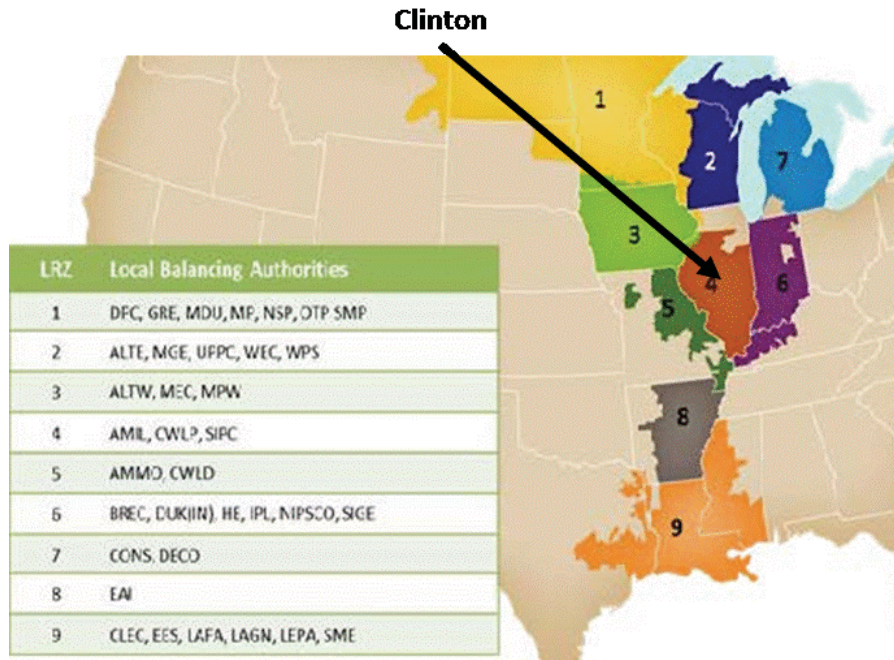 Clinton
1
2
7
3
4
6
5
8
9
LRZ Local Balancing Authorities
1 DPC, GRE, MDU, MP, NSP, OTP SMP
2 ALTE, MGE, UPPC, WEC, WPS
3 ALTW, MEC, MPW
4 AMIL, CWLP, SIPC
5 AMMO, CWLD
6 BREC, DUK(IN), HE, IPL, NIPSCO, SIGE
7 CONS, DECO
8 EAI
9 CLEC, EES, LAFA, LAGN, LEPA, SME